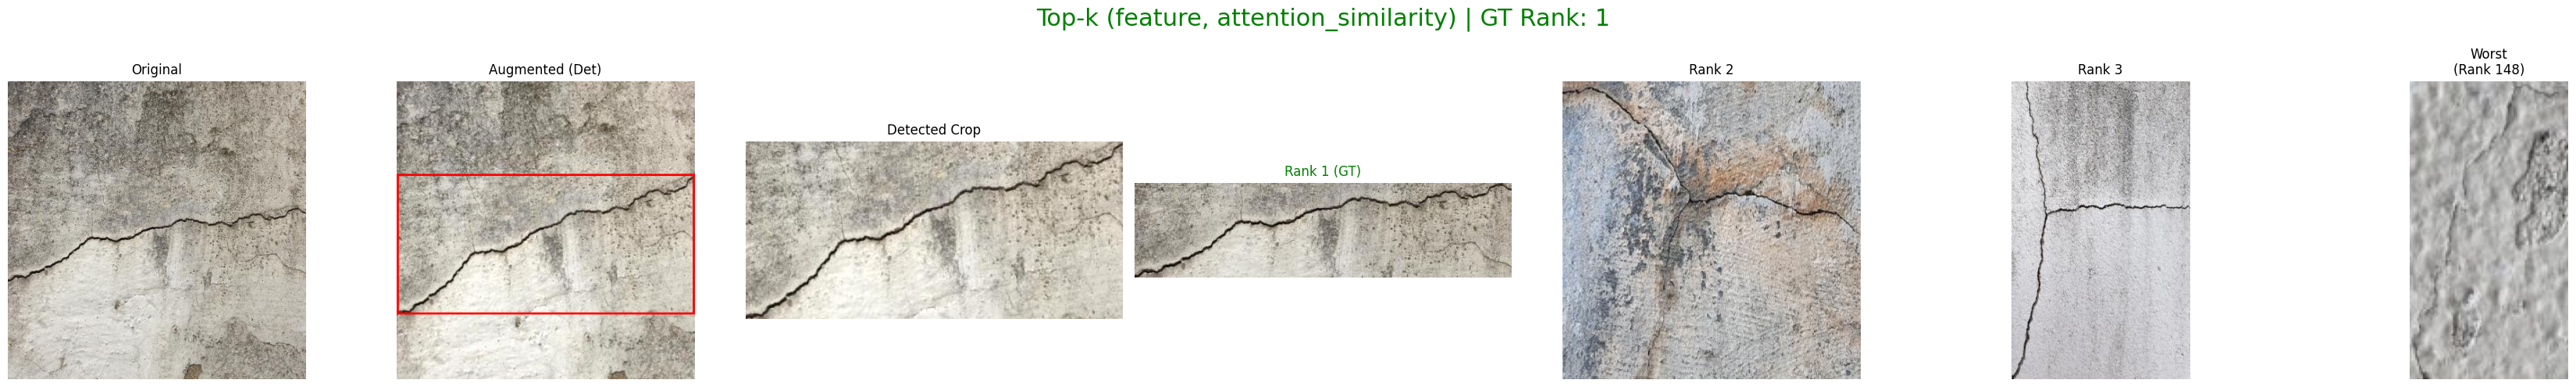 Top-k (feature, attention_similarity) | GT Rank: 1
Original
Augmented (Det)
Detected Crop
Rank 1 (GT)
Rank 2
Rank 3
Worst
(Rank 148)